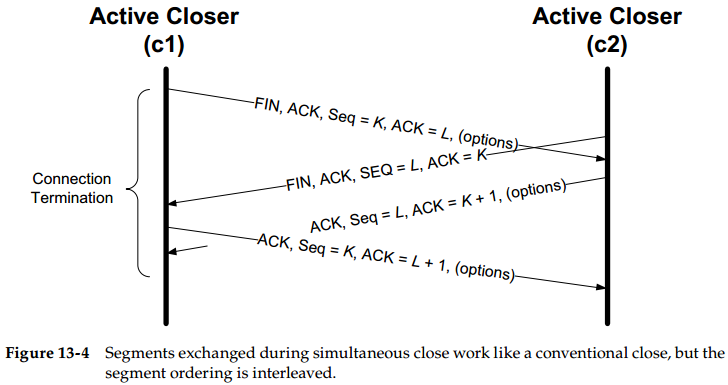 Active Closer
(c1)
Active Closer
(c2)
FIN, ACK, Seq = K, ACK = L, (options)
FIN, ACK, SEQ = L, ACK = K
Connection
Termination
ACK, Seq = L, ACK = K + 1, (options)
ACK, Seq = K, ACK = L + 1, (options)
Figure 13-4 Segments exchanged during simultaneous close work like a conventional close, but the
segment ordering is interleaved.